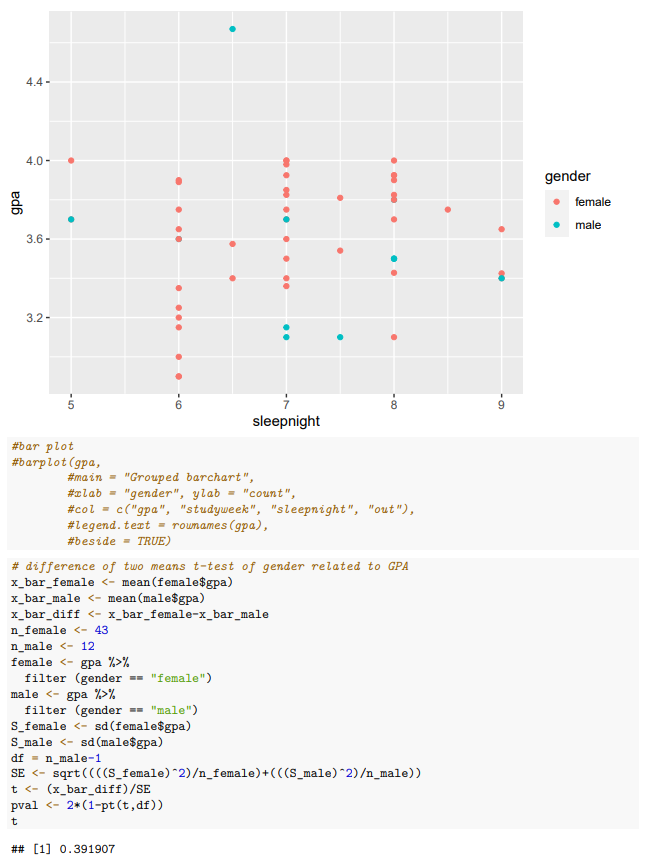 4.4
4.0
3.6
3.2
gpa
5 6 7 8 9
sleepnight
gender
female
male
#bar plot
#barplot(gpa,
#main = "Grouped barchart",
#xlab = "gender", ylab = "count",
#col = c("gpa", "studyweek", "sleepnight", "out"),
#legend.text = rownames(gpa),
#beside = TRUE)
# difference of two means t-test of gender related to GPA
x_bar_female <- mean(female$gpa)
x_bar_male <- mean(male$gpa)
x_bar_diff <- x_bar_female-x_bar_male
n_female <- 43
n_male <- 12
female <- gpa %>%
filter (gender == "female")
male <- gpa %>%
filter (gender == "male")
S_female <- sd(female$gpa)
S_male <- sd(male$gpa)
df = n_male-1
SE <- sqrt((((S_female)^2)/n_female)+(((S_male)^2)/n_male))
t <- (x_bar_diff)/SE
pval <- 2*(1-pt(t,df))
t
## [1] 0.391907